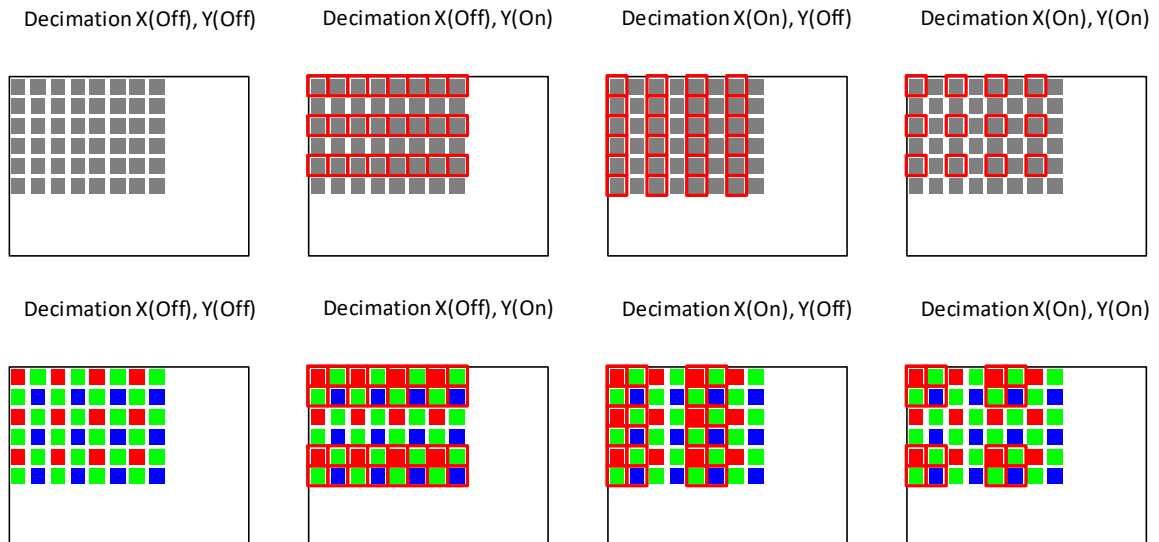 Decimation X(Off), Y(Off)
Decimation X(Off), Y(On)
Decimation X(On), Y(Off)
Decimation X(On), Y(On)
Decimation X(Off), Y(Off)
Decimation X(Off), Y(On)
Decimation X(On), Y(Off)
Decimation X(On), Y(On)